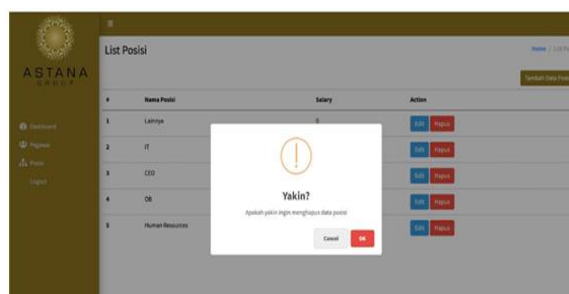 ASTANA
GROUP
List Posisi
Home / List Po
Tambah Data Posisi
# Nama Posisi Salary Action
1 Lainnya 0 Edit Hapus
2 IT Edit Hapus
3 CEO Edit Hapus
4 OB Edit Hapus
5 Human Resources Edit Hapus
Dashboard
Pegawai
Posisi
Logout
Yakin?
Apakah yakin ingin menghapus data posisi
Cancel OK